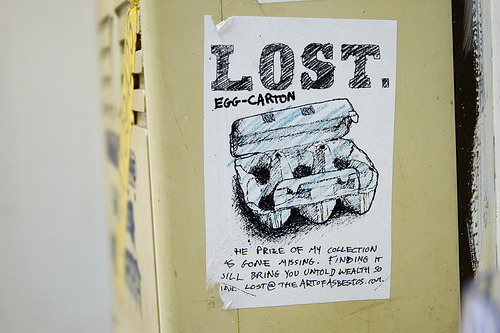 LOST.
EGG-CARTON
HE PRIZE OF MY COLLECTION
AS GONE MISSING. FINDING IT
ILL BRING YOU UNTOLD WEALTH SO
LOST@THEARTOFASBESTOS.COM.